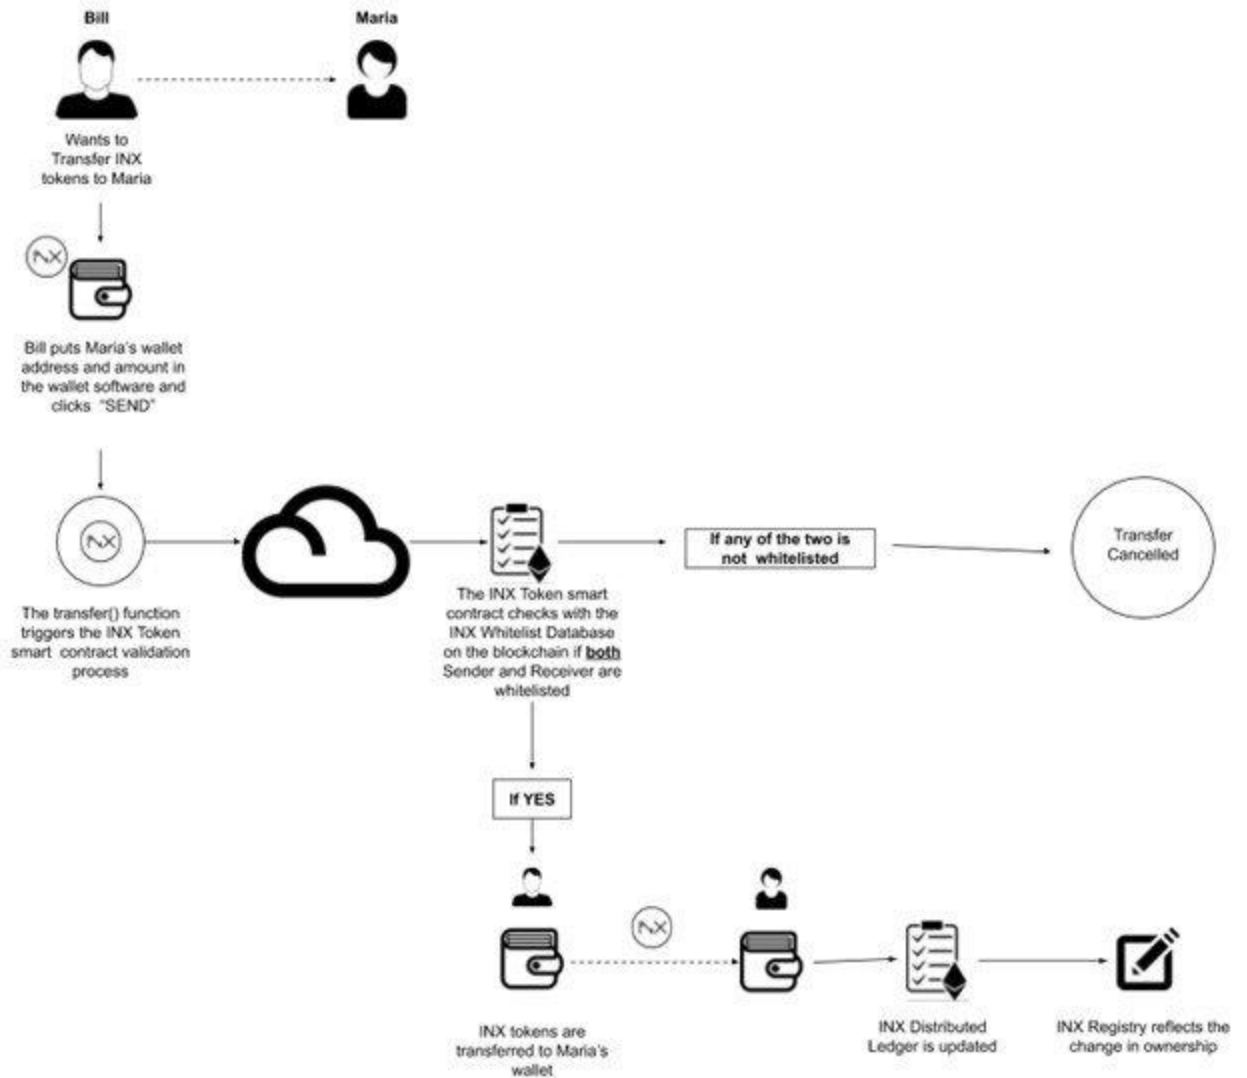 Bill
Maria
Wants to
Transfer INX
tokens to Maria
NX
Bill puts Maria's wallet
address and amount in
the wallet software and
clicks "SEND"
NX
The transfer() function
triggers the INX Token
smart contract validation
process
The INX Token smart
contract checks with the
INX Whitelist Database
on the blockchain if both
Sender and Receiver are
whitelisted
If any of the two is
not whitelisted
Transfer
Cancelled
If YES
NX
INX tokens are
transferred to Maria's
wallet
INX Distributed
Ledger is updated
INX Registry reflects the
change in ownership